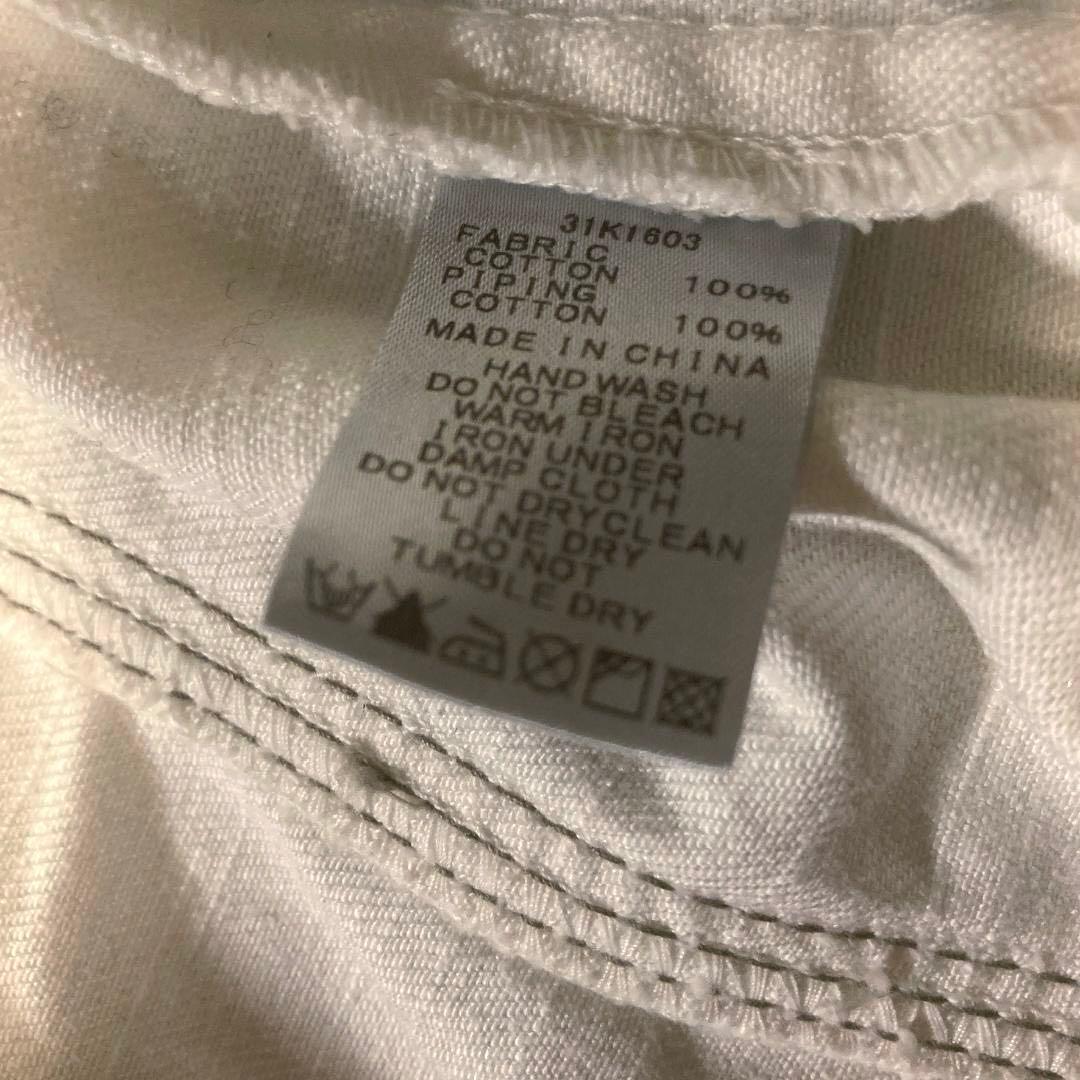 31K1603
FABRIC
COTTON 100%
PIPING
COTTON 100%
MADE IN CHINA
HAND WASH
DO NOT BLEACH
WARM IRON
IRON UNDER
DAMP CLOTH
DO NOT DRYCLEAN
LINE DRY
DO NOT
TUMBLE DRY